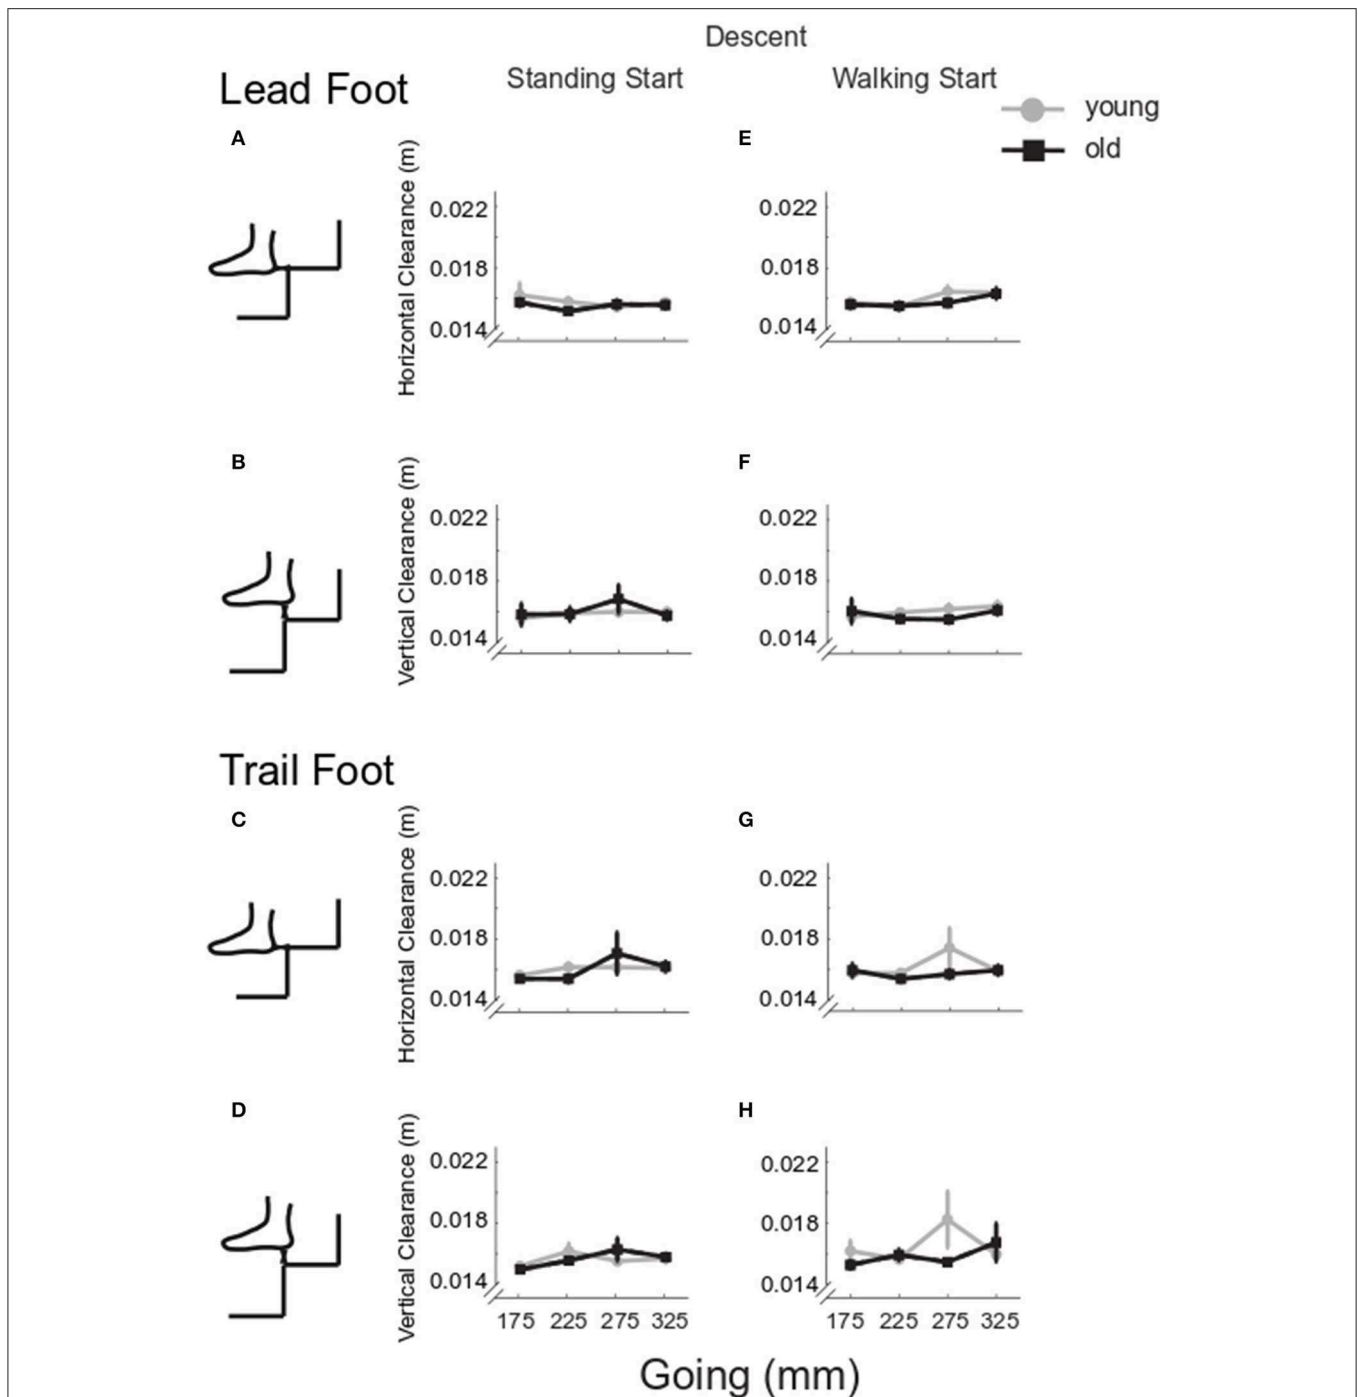 Descent
Lead Foot
Standing Start
Walking Start
young
old
A
Horizontal Clearance (m)
0.022
0.018
0.014
E
0.022
0.018
0.014
B
Vertical Clearance (m)
0.022
0.018
0.014
F
0.022
0.018
0.014
Trail Foot
C
Horizontal Clearance (m)
0.022
0.018
0.014
G
0.022
0.018
0.014
D
Vertical Clearance (m)
0.022
0.018
0.014
175 225 275 325
H
0.022
0.018
0.014
175 225 275 325
Going (mm)